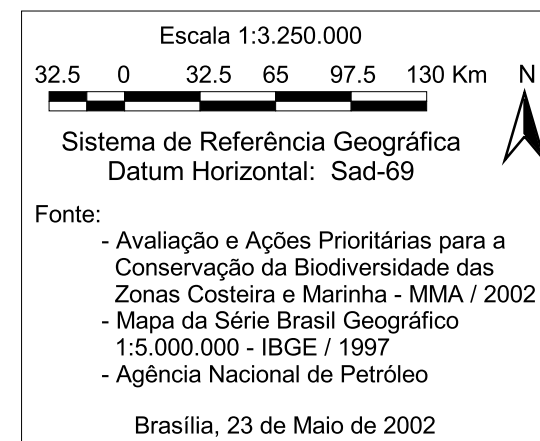 Escala 1:3.250.000
32.5 0 32.5 65 97.5 130 Km N
Sistema de Referência Geográfica
Datum Horizontal: Sad-69
Fonte:
- Avaliação e Ações Prioritárias para a
Conservação da Biodiversidade das
Zonas Costeira e Marinha - MMA / 2002
- Mapa da Série Brasil Geográfico
1:5.000.000 - IBGE / 1997
- Agência Nacional de Petróleo
Brasília, 23 de Maio de 2002